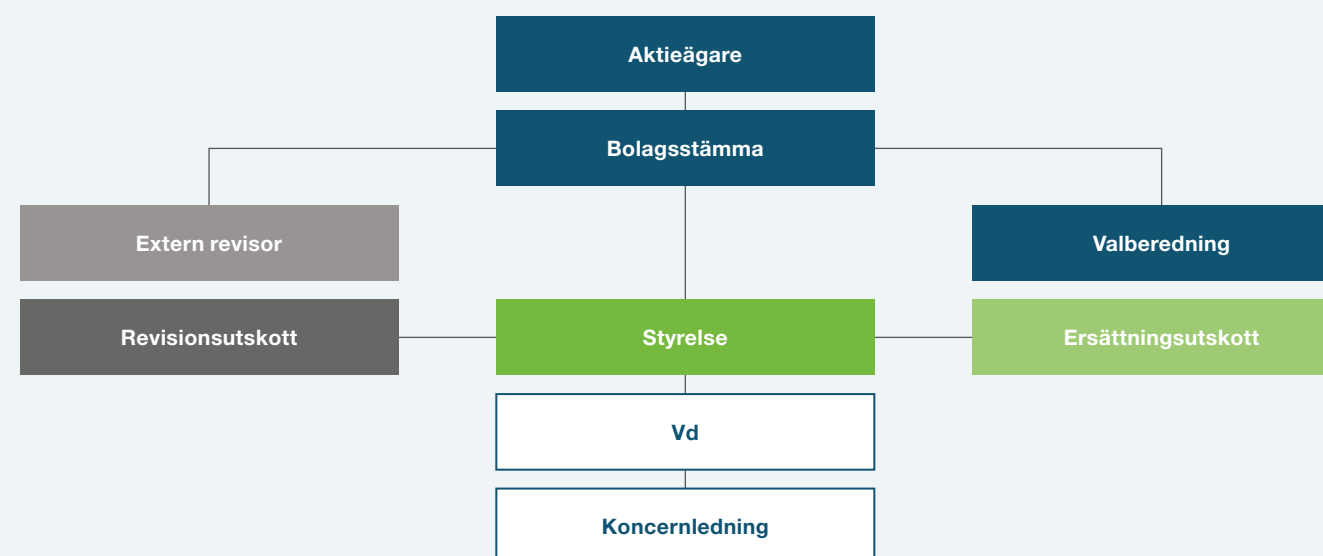 Aktieägare
Bolagsstämma
Extern revisor
Valberedning
Revisionsutskott
Styrelse
Ersättningsutskott
Vd
Koncernledning